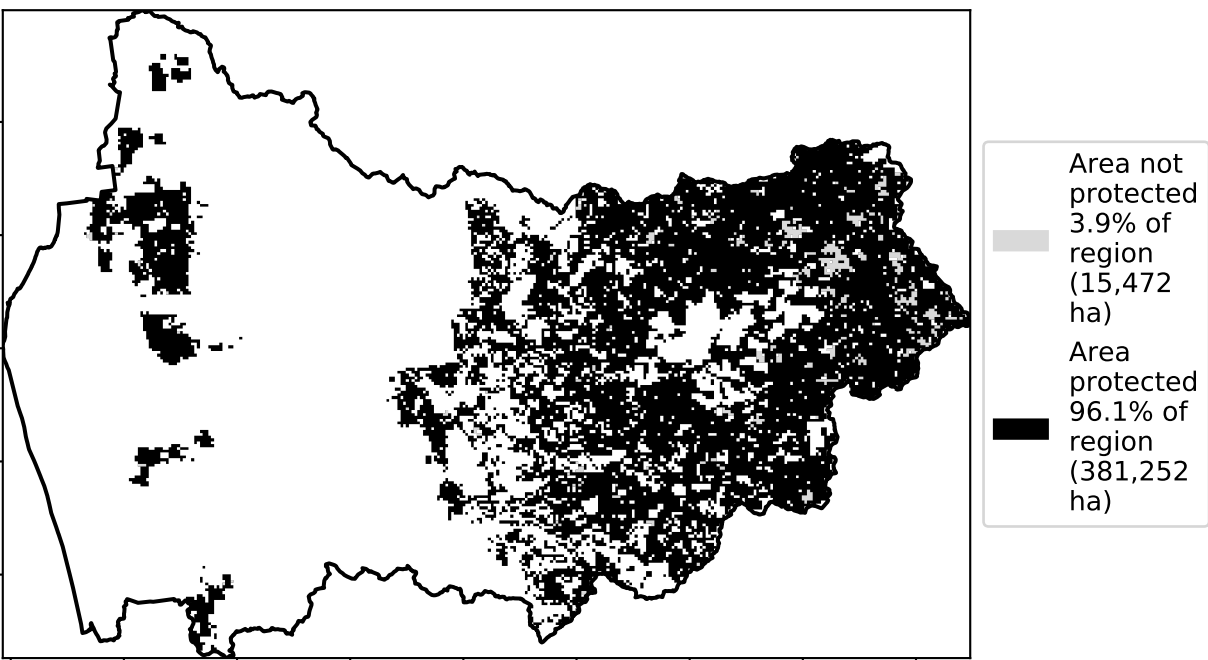 Area not
protected
3.9% of
region
(15,472
ha)
Area
protected
96.1% of
region
(381,252
ha)